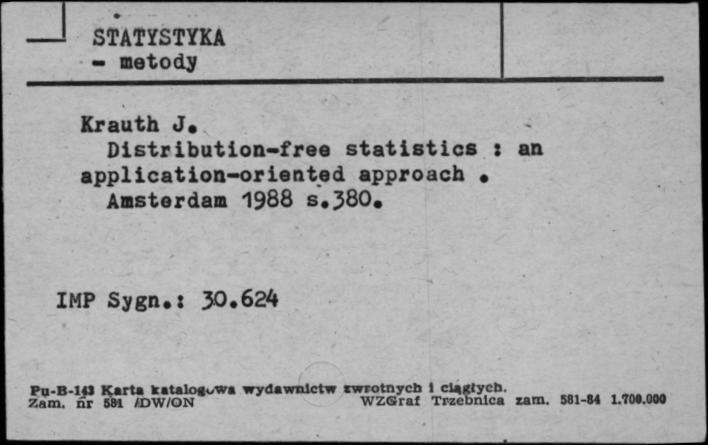 STATYSTYKA
- metody
Krauth J.
Distribution-free statistics : an
application-oriented approach .
Amsterdam 1988 s.380.
IMP Sygn.: 30.624
Pu-B-143 Karta katalogowa wydawnictw zwrotnych i ciągłych.
Zam. nr 581 /DW/ON WZGraf Trzebnica zam. 581-84 1.700.000